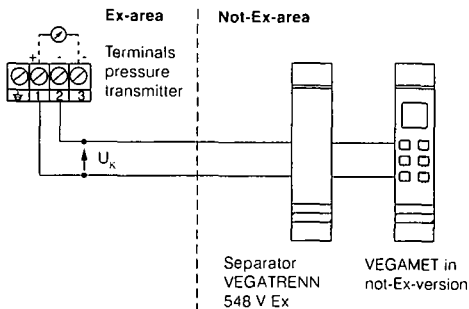 Ex-area
Not-Ex-area
Terminals
pressure
transmitter
+ - -
1 2 3
U_K
Separator
VEGATRENN
548 V Ex
VEGAMET in
not-Ex-version